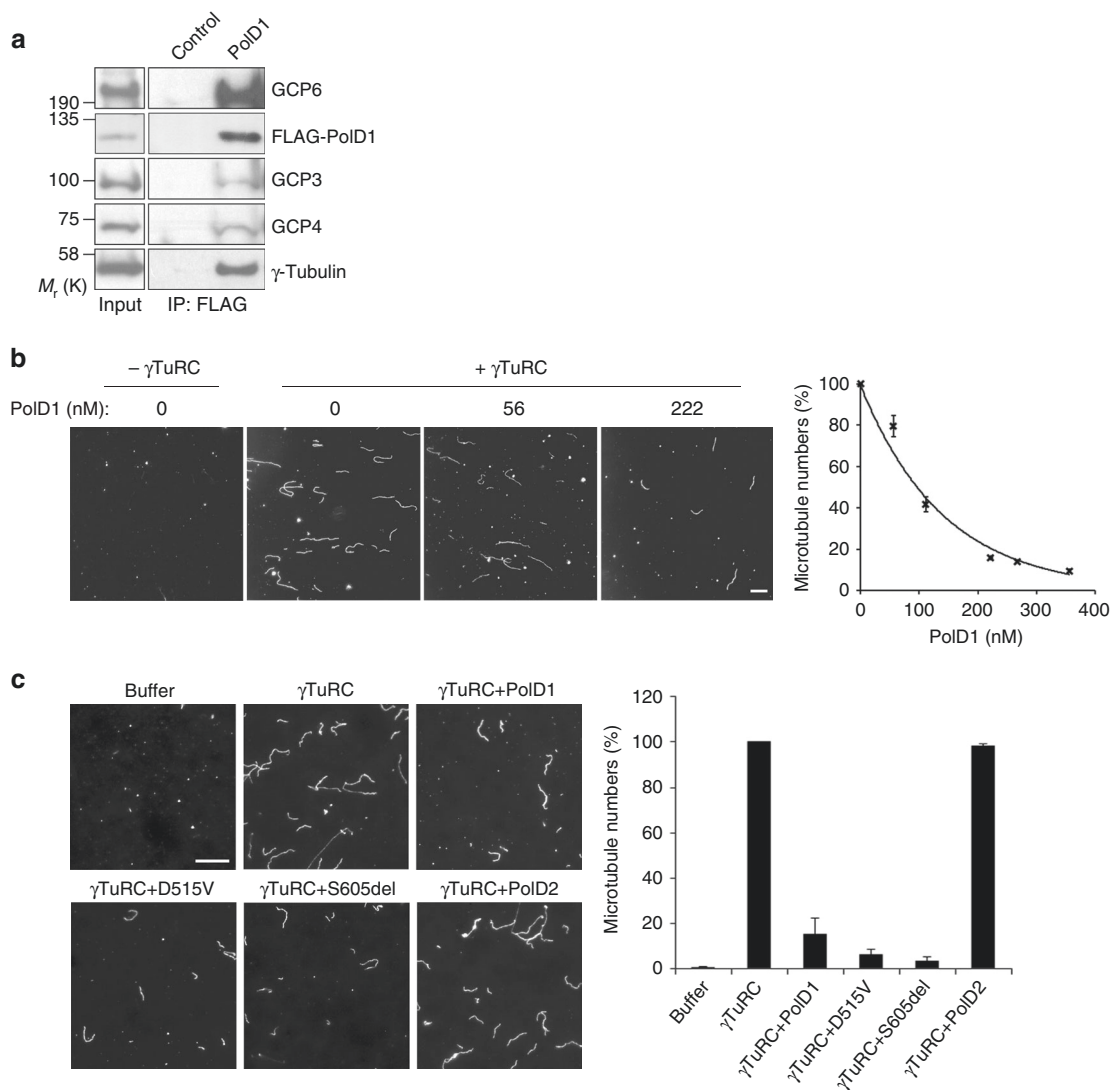 a
Control
PolD1
GCP6
190
135
FLAG-PolD1
100
GCP3
75
GCP4
58
γ-Tubulin
Mr (K)
Input
IP: FLAG
b
– γTuRC
+ γTuRC
PolD1 (nM): 0 0 56 222
Microtubule numbers (%)
100
80
60
40
20
0
0 100 200 300 400
PolD1 (nM)
c
Buffer
γTuRC
γTuRC+PolD1
γTuRC+D515V
γTuRC+S605del
γTuRC+PolD2
Microtubule numbers (%)
120
100
80
60
40
20
0
Buffer
γTuRC
γTuRC+PolD1
γTuRC+D515V
γTuRC+S605del
γTuRC+PolD2